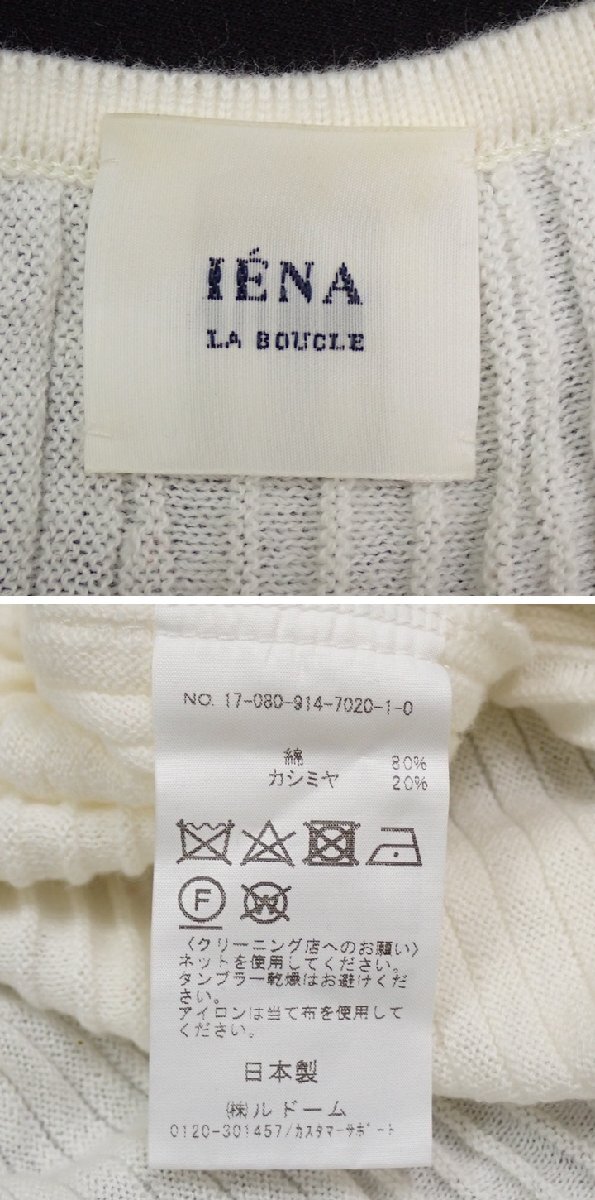 IÉNA
LA BOUCLE
NO. 17-080-914-7020-1-0
綿 80%
カシミヤ 20%
F
W
〈クリーニング店へのお願い〉
ネットを使用してください。
タンブラー乾燥はお避けくだ
さい。
アイロンは当て布を使用して
ください。
日本製
㈱ルドーム
0120-301457/カスタマーサポート